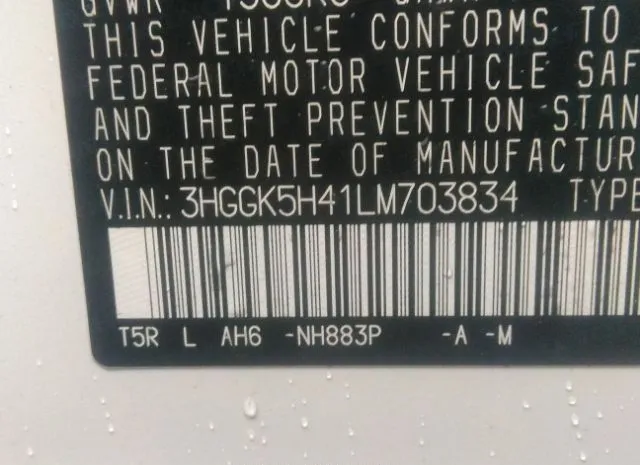 GVWR
THIS VEHICLE CONFORMS TO
FEDERAL MOTOR VEHICLE SAF
AND THEFT PREVENTION STAN
ON THE DATE OF MANUFACTUR
V.I.N.: 3HGGK5H41LM703834 TYPE
T5R L AH6 -NH883P -A -M